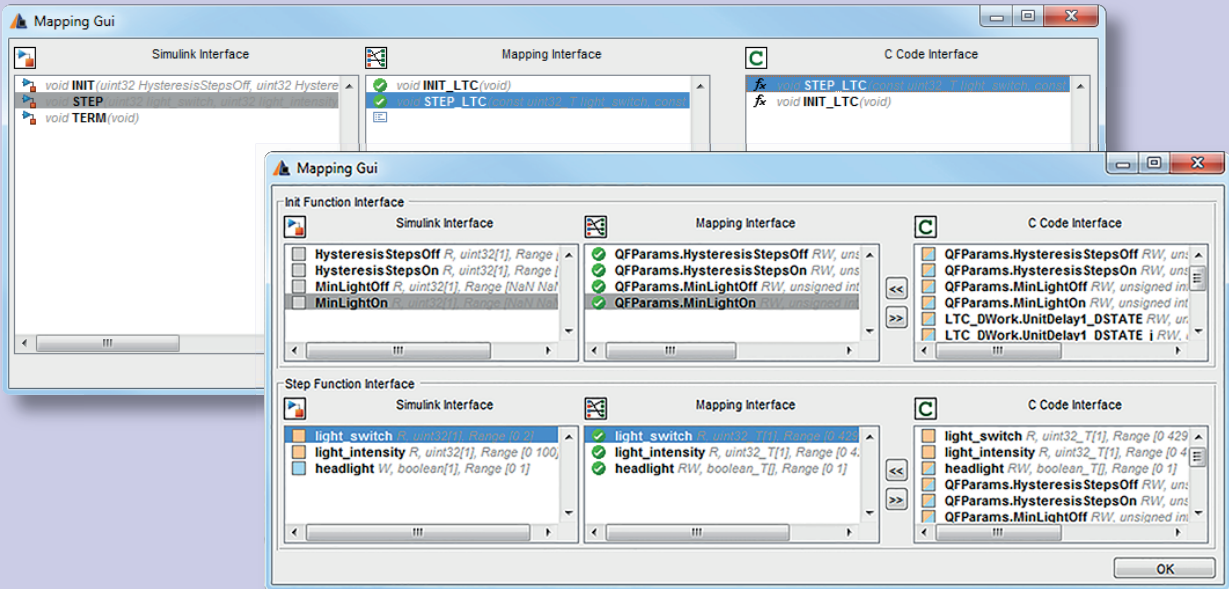 Mapping Gui
Simulink Interface
Mapping Interface
C Code Interface
void INIT(uint32 HysteresisStepsOff, uint32 Hystere
void STEP(uint32 light_switch, uint32 light_intensity,
void TERM(void)
void INIT_LTC(void)
void STEP_LTC(const uint32_T light_switch, const
void STEP_LTC(const uint32_T light_switch, const
void INIT_LTC(void)
Mapping Gui
Init Function Interface
Simulink Interface
Mapping Interface
C Code Interface
HysteresisStepsOff R, uint32[1], Range [
HysteresisStepsOn R, uint32[1], Range [
MinLightOff R, uint32[1], Range [NaN NaN
MinLightOn R, uint32[1], Range [NaN NaN
QFParams.HysteresisStepsOff RW, uns
QFParams.HysteresisStepsOn RW, uns
QFParams.MinLightOff RW, unsigned int
QFParams.MinLightOn RW, unsigned int
<<
>>
QFParams.HysteresisStepsOff RW, uns
QFParams.HysteresisStepsOn RW, uns
QFParams.MinLightOff RW, unsigned int
QFParams.MinLightOn RW, unsigned int
LTC_DWork.UnitDelay1_DSTATE RW, un
LTC_DWork.UnitDelay1_DSTATE_j RW,
Step Function Interface
Simulink Interface
Mapping Interface
C Code Interface
light_switch R, uint32[1], Range [0 2]
light_intensity R, uint32[1], Range [0 100]
headlight W, boolean[1], Range [0 1]
light_switch R, uint32_T[1], Range [0 429
light_intensity R, uint32_T[1], Range [0 4
headlight RW, boolean_T[], Range [0 1]
<<
>>
light_switch R, uint32_T[1], Range [0 429
light_intensity R, uint32_T[1], Range [0 4
headlight RW, boolean_T[], Range [0 1]
QFParams.HysteresisStepsOff RW, uns
QFParams.HysteresisStepsOn RW, uns
QFParams.MinLightOff RW, unsigned int
OK